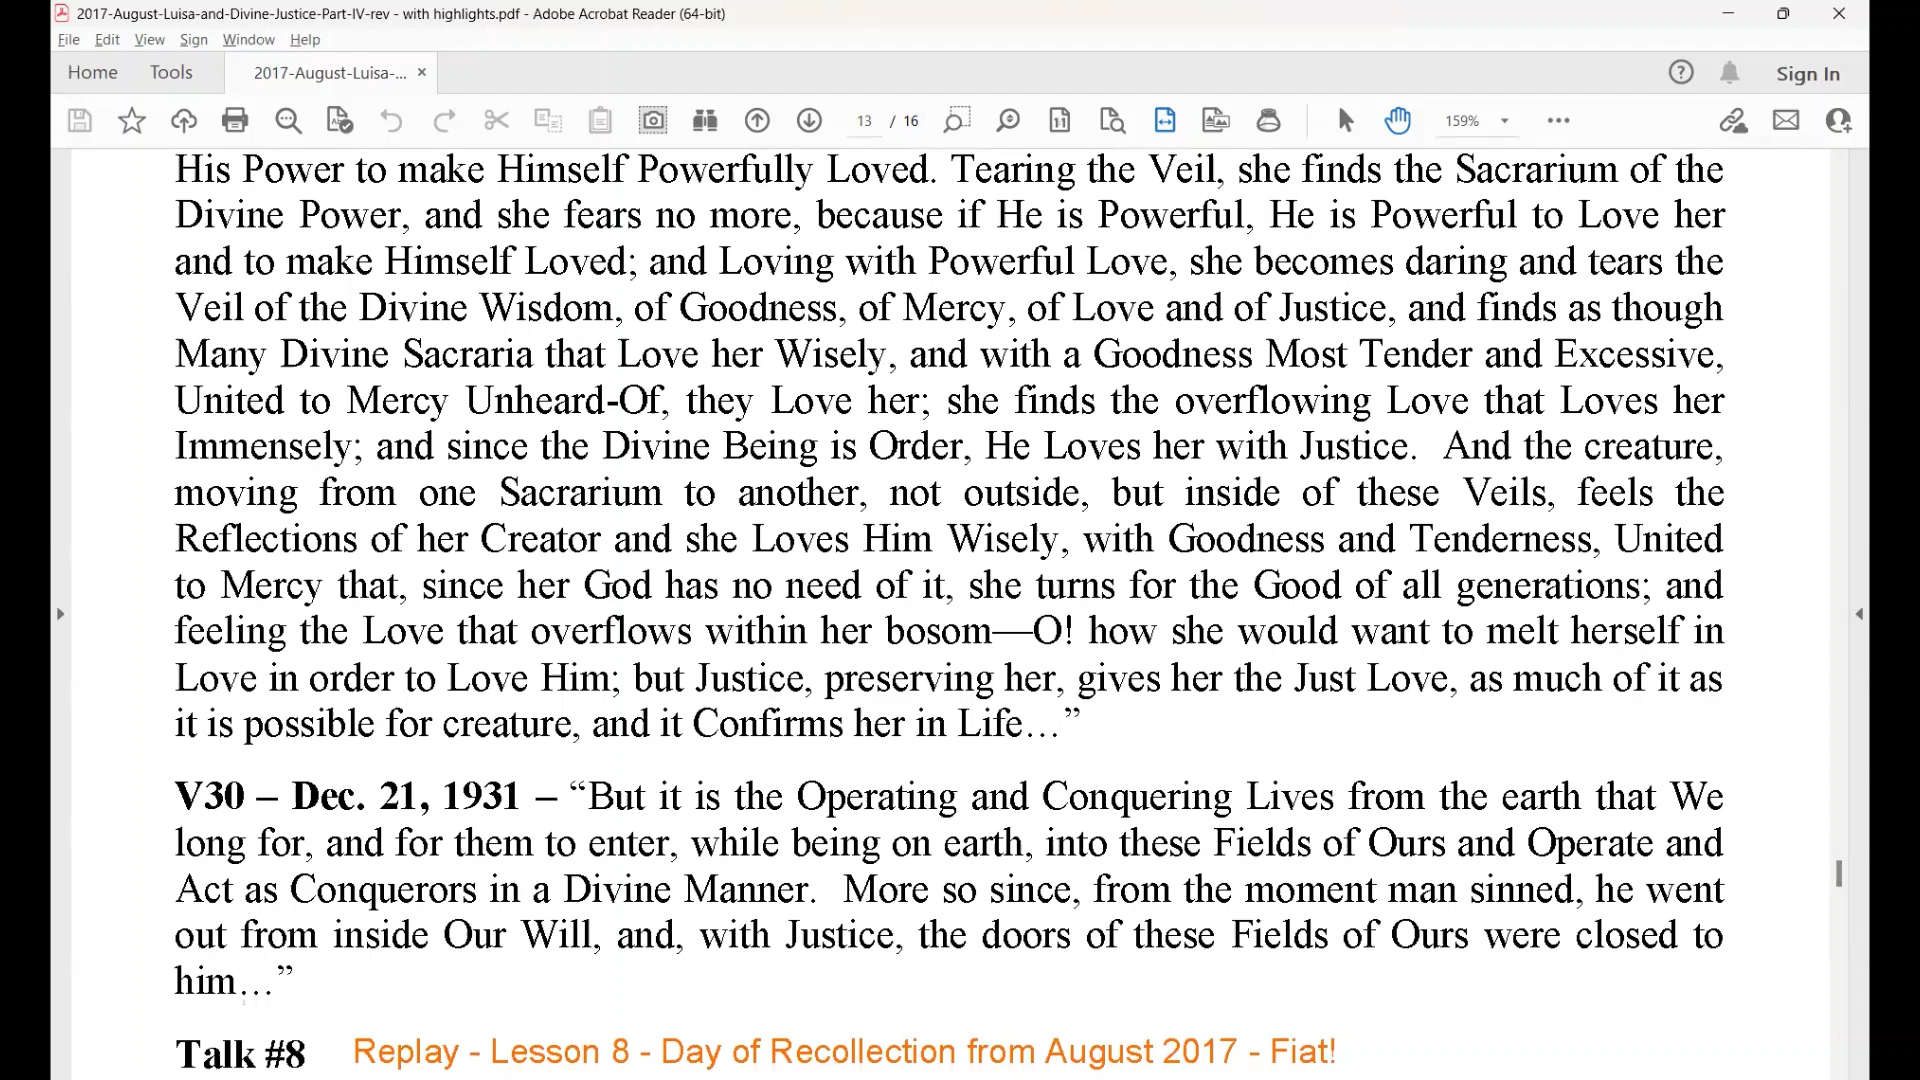 2017-August-Luisa-and-Divine-Justice-Part-IV-rev - with highlights.pdf - Adobe Acrobat Reader (64-bit)
File Edit View Sign Window Help
Home Tools 2017-August-Luisa-... × Sign In
13 / 16 159%
His Power to make Himself Powerfully Loved. Tearing the Veil, she finds the Sacrarium of the
Divine Power, and she fears no more, because if He is Powerful, He is Powerful to Love her
and to make Himself Loved; and Loving with Powerful Love, she becomes daring and tears the
Veil of the Divine Wisdom, of Goodness, of Mercy, of Love and of Justice, and finds as though
Many Divine Sacraria that Love her Wisely, and with a Goodness Most Tender and Excessive,
United to Mercy Unheard-Of, they Love her; she finds the overflowing Love that Loves her
Immensely; and since the Divine Being is Order, He Loves her with Justice. And the creature,
moving from one Sacrarium to another, not outside, but inside of these Veils, feels the
Reflections of her Creator and she Loves Him Wisely, with Goodness and Tenderness, United
to Mercy that, since her God has no need of it, she turns for the Good of all generations; and
feeling the Love that overflows within her bosom—O! how she would want to melt herself in
Love in order to Love Him; but Justice, preserving her, gives her the Just Love, as much of it as
it is possible for creature, and it Confirms her in Life…”
V30 – Dec. 21, 1931 – “But it is the Operating and Conquering Lives from the earth that We
long for, and for them to enter, while being on earth, into these Fields of Ours and Operate and
Act as Conquerors in a Divine Manner. More so since, from the moment man sinned, he went
out from inside Our Will, and, with Justice, the doors of these Fields of Ours were closed to
him…”
Talk #8 Replay - Lesson 8 - Day of Recollection from August 2017 - Fiat!